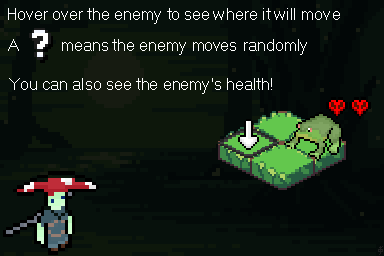 Hover over the enemy to see where it will move
A ? means the enemy moves randomly
You can also see the enemy's health!